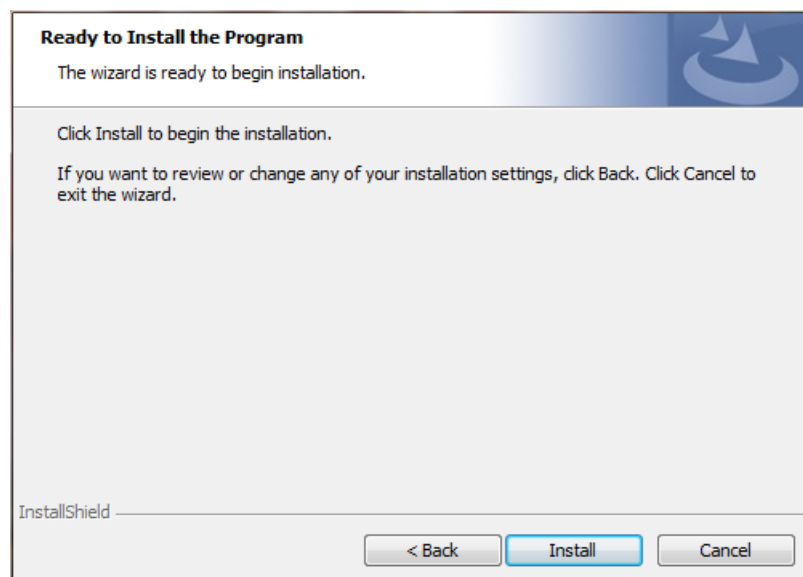 Ready to Install the Program
The wizard is ready to begin installation.
Click Install to begin the installation.
If you want to review or change any of your installation settings, click Back. Click Cancel to
exit the wizard.
InstallShield
< Back
Install
Cancel